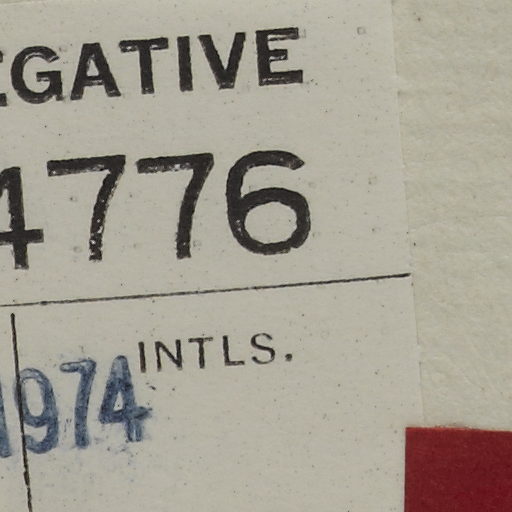 EGATIVE
4776
INTLS.
1974